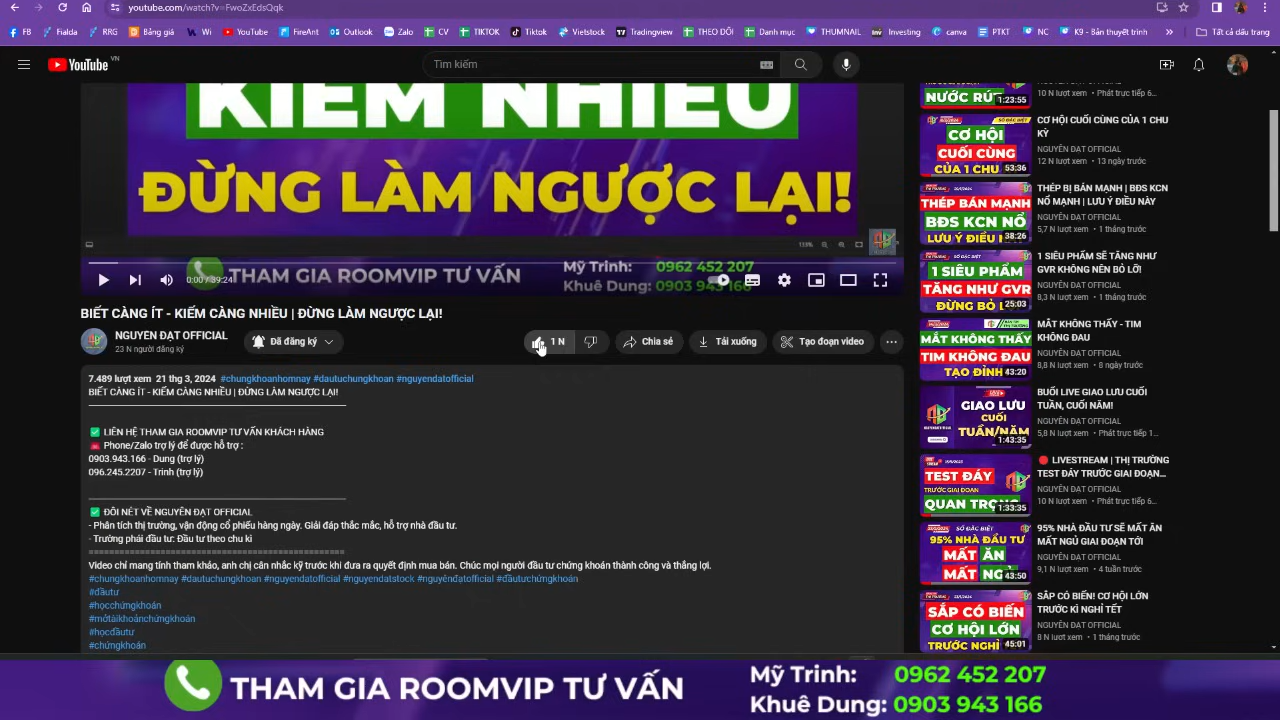 youtube.com/watch?v=FwoZxEdsQqk
FB
Fialda
RRG
Bảng giá
Wi
YouTube
FireAnt
Outlook
Zalo
CV
TIKTOK
Tiktok
Vietstock
Tradingview
THEO DÕI
Danh mục
THUMNAIL
Investing
canva
PTKT
NC
K9 - Bản thuyết trình
Tất cả dấu trang
YouTube VN
Tìm kiếm
KIẾM NHIỀU
ĐỪNG LÀM NGƯỢC LẠI!
THAM GIA ROOMVIP TƯ VẤN
Mỹ Trinh: 0962 452 207
Khuê Dung: 0903 943 166
0:00 / 39:24
BIẾT CÀNG ÍT - KIẾM CÀNG NHIỀU | ĐỪNG LÀM NGƯỢC LẠI!
NGUYÊN ĐẠT OFFICIAL
23 N người đăng ký
Đã đăng ký
1 N
Chia sẻ
Tải xuống
Tạo đoạn video
7.489 lượt xem 21 thg 3, 2024 #chungkhoanhomnay #dautuchungkhoan #nguyendatofficial
BIẾT CÀNG ÍT - KIẾM CÀNG NHIỀU | ĐỪNG LÀM NGƯỢC LẠI!
LIÊN HỆ THAM GIA ROOMVIP TƯ VẤN KHÁCH HÀNG
Phone/Zalo trợ lý để được hỗ trợ :
0903.943.166 - Dung (trợ lý)
096.245.2207 - Trinh (trợ lý)
ĐÔI NÉT VỀ NGUYÊN ĐẠT OFFICIAL
- Phân tích thị trường, vận động cổ phiếu hàng ngày. Giải đáp thắc mắc, hỗ trợ nhà đầu tư.
- Trường phái đầu tư: Đầu tư theo chu kì
Video chỉ mang tính tham khảo, anh chị cân nhắc kỹ trước khi đưa ra quyết định mua bán. Chúc mọi người đầu tư chứng khoán thành công và thắng lợi.
#chungkhoanhomnay #dautuchungkhoan #nguyendatofficial #nguyendatstock #nguyênđạtofficial #đầutưchứngkhoán
#đầutư
#họcchứngkhoán
#mởtàikhoảnchứngkhoán
#họcđầutư
#chứngkhoán
NƯỚC RÚT
1:23:55
10 N lượt xem • Phát trực tiếp 6...
CƠ HỘI
CUỐI CÙNG
CỦA 1 CHU
53:36
CƠ HỘI CUỐI CÙNG CỦA 1 CHU
KỲ
NGUYÊN ĐẠT OFFICIAL
12 N lượt xem • 13 ngày trước
THÉP BÁN MẠNH
BĐS KCN NỔ
LƯU Ý ĐIỀU
38:26
THÉP BỊ BÁN MẠNH | BĐS KCN
NỔ MẠNH | LƯU Ý ĐIỀU NÀY
NGUYÊN ĐẠT OFFICIAL
5,7 N lượt xem • 1 tháng trước
1 SIÊU PHẨM
TĂNG NHƯ GVR
ĐỪNG BỎ
25:03
1 SIÊU PHẨM SẼ TĂNG NHƯ
GVR KHÔNG NÊN BỎ LỠ!
NGUYÊN ĐẠT OFFICIAL
8,3 N lượt xem • 1 tháng trước
MẮT KHÔNG THẤY
TIM KHÔNG ĐAU
TẠO ĐỈNH
43:20
MẮT KHÔNG THẤY - TIM
KHÔNG ĐAU
NGUYÊN ĐẠT OFFICIAL
8,8 N lượt xem • 8 ngày trước
GIAO LƯU
CUỐI
TUẦN/NĂM
1:43:35
BUỔI LIVE GIAO LƯU CUỐI
TUẦN, CUỐI NĂM!
NGUYÊN ĐẠT OFFICIAL
5,8 N lượt xem • Phát trực tiếp 1...
TEST ĐÁY
TRƯỚC GIAI ĐOẠN
QUAN TRỌNG
1:33:35
LIVESTREAM | THỊ TRƯỜNG
TEST ĐÁY TRƯỚC GIAI ĐOẠN...
NGUYÊN ĐẠT OFFICIAL
10 N lượt xem • Phát trực tiếp 6...
SỐ ĐẶC BIỆT
95% NHÀ ĐẦU TƯ
MẤT ĂN
MẤT NGỦ
43:50
95% NHÀ ĐẦU TƯ SẼ MẤT ĂN
MẤT NGỦ GIAI ĐOẠN TỚI
NGUYÊN ĐẠT OFFICIAL
9,1 N lượt xem • 4 tuần trước
SẮP CÓ BIẾN
CƠ HỘI LỚN
TRƯỚC NGHỈ
45:01
SẮP CÓ BIẾN! CƠ HỘI LỚN
TRƯỚC KÌ NGHỈ TẾT
NGUYÊN ĐẠT OFFICIAL
8 N lượt xem • 1 tháng trước
THAM GIA ROOMVIP TƯ VẤN
Mỹ Trinh: 0962 452 207
Khuê Dung: 0903 943 166